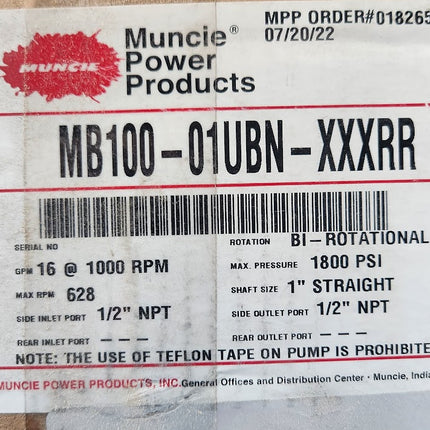 MPP ORDER#018265
07/20/22
MUNCIE
Muncie®
Power
Products
MB100-01UBN-XXXRR
SERIAL NO
ROTATION BI-ROTATIONAL
GPM 16 @ 1000 RPM
MAX. PRESSURE 1800 PSI
MAX RPM 628
SHAFT SIZE 1" STRAIGHT
SIDE INLET PORT 1/2" NPT
SIDE OUTLET PORT 1/2" NPT
REAR INLET PORT ---
REAR OUTLET PORT ---
NOTE: THE USE OF TEFLON TAPE ON PUMP IS PROHIBITE
MUNCIE POWER PRODUCTS, INC. General Offices and Distribution Center • Muncie, India